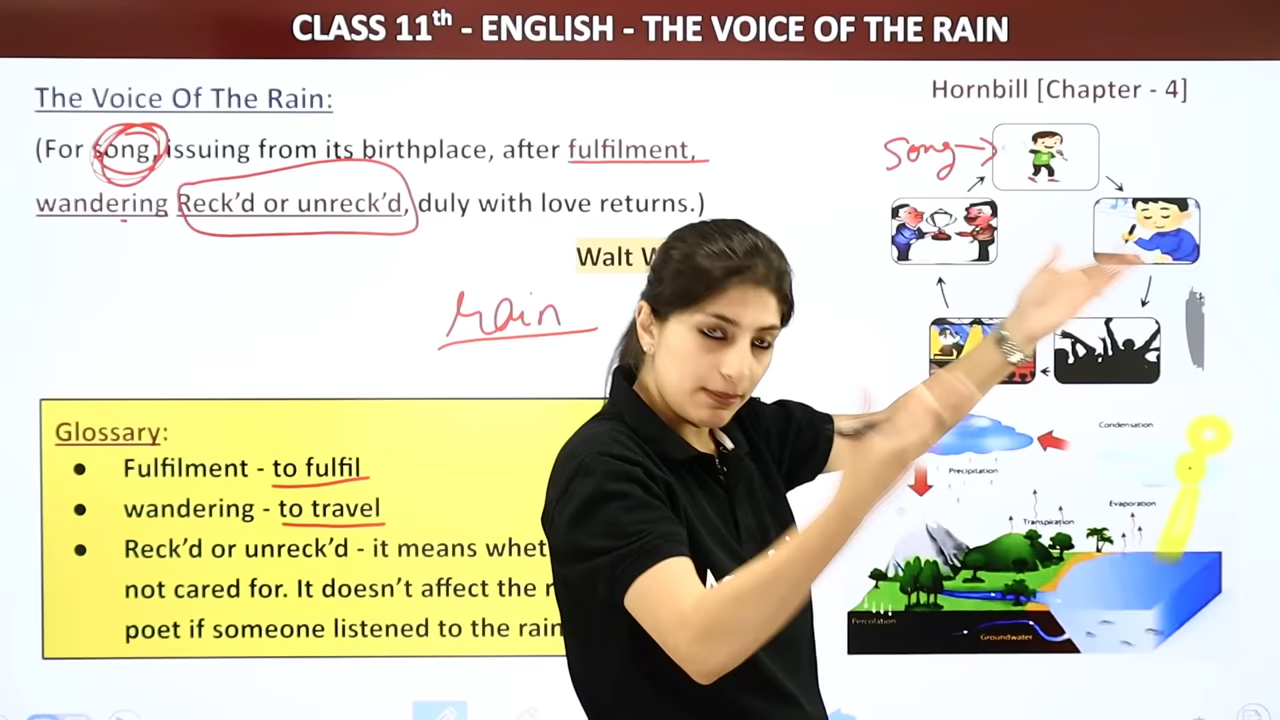 CLASS 11th - ENGLISH - THE VOICE OF THE RAIN
The Voice Of The Rain:
Hornbill [Chapter - 4]
(For song, issuing from its birthplace, after fulfilment,
wandering Reck’d or unreck’d, duly with love returns.)
Song
Walt
rain
Glossary:
● Fulfilment - to fulfil
● wandering - to travel
● Reck’d or unreck’d - it means
not cared for. It doesn’t affect the
poet if someone listened to the rain
Condensation
Precipitation
Evaporation
Transpiration
Percolation
Groundwater